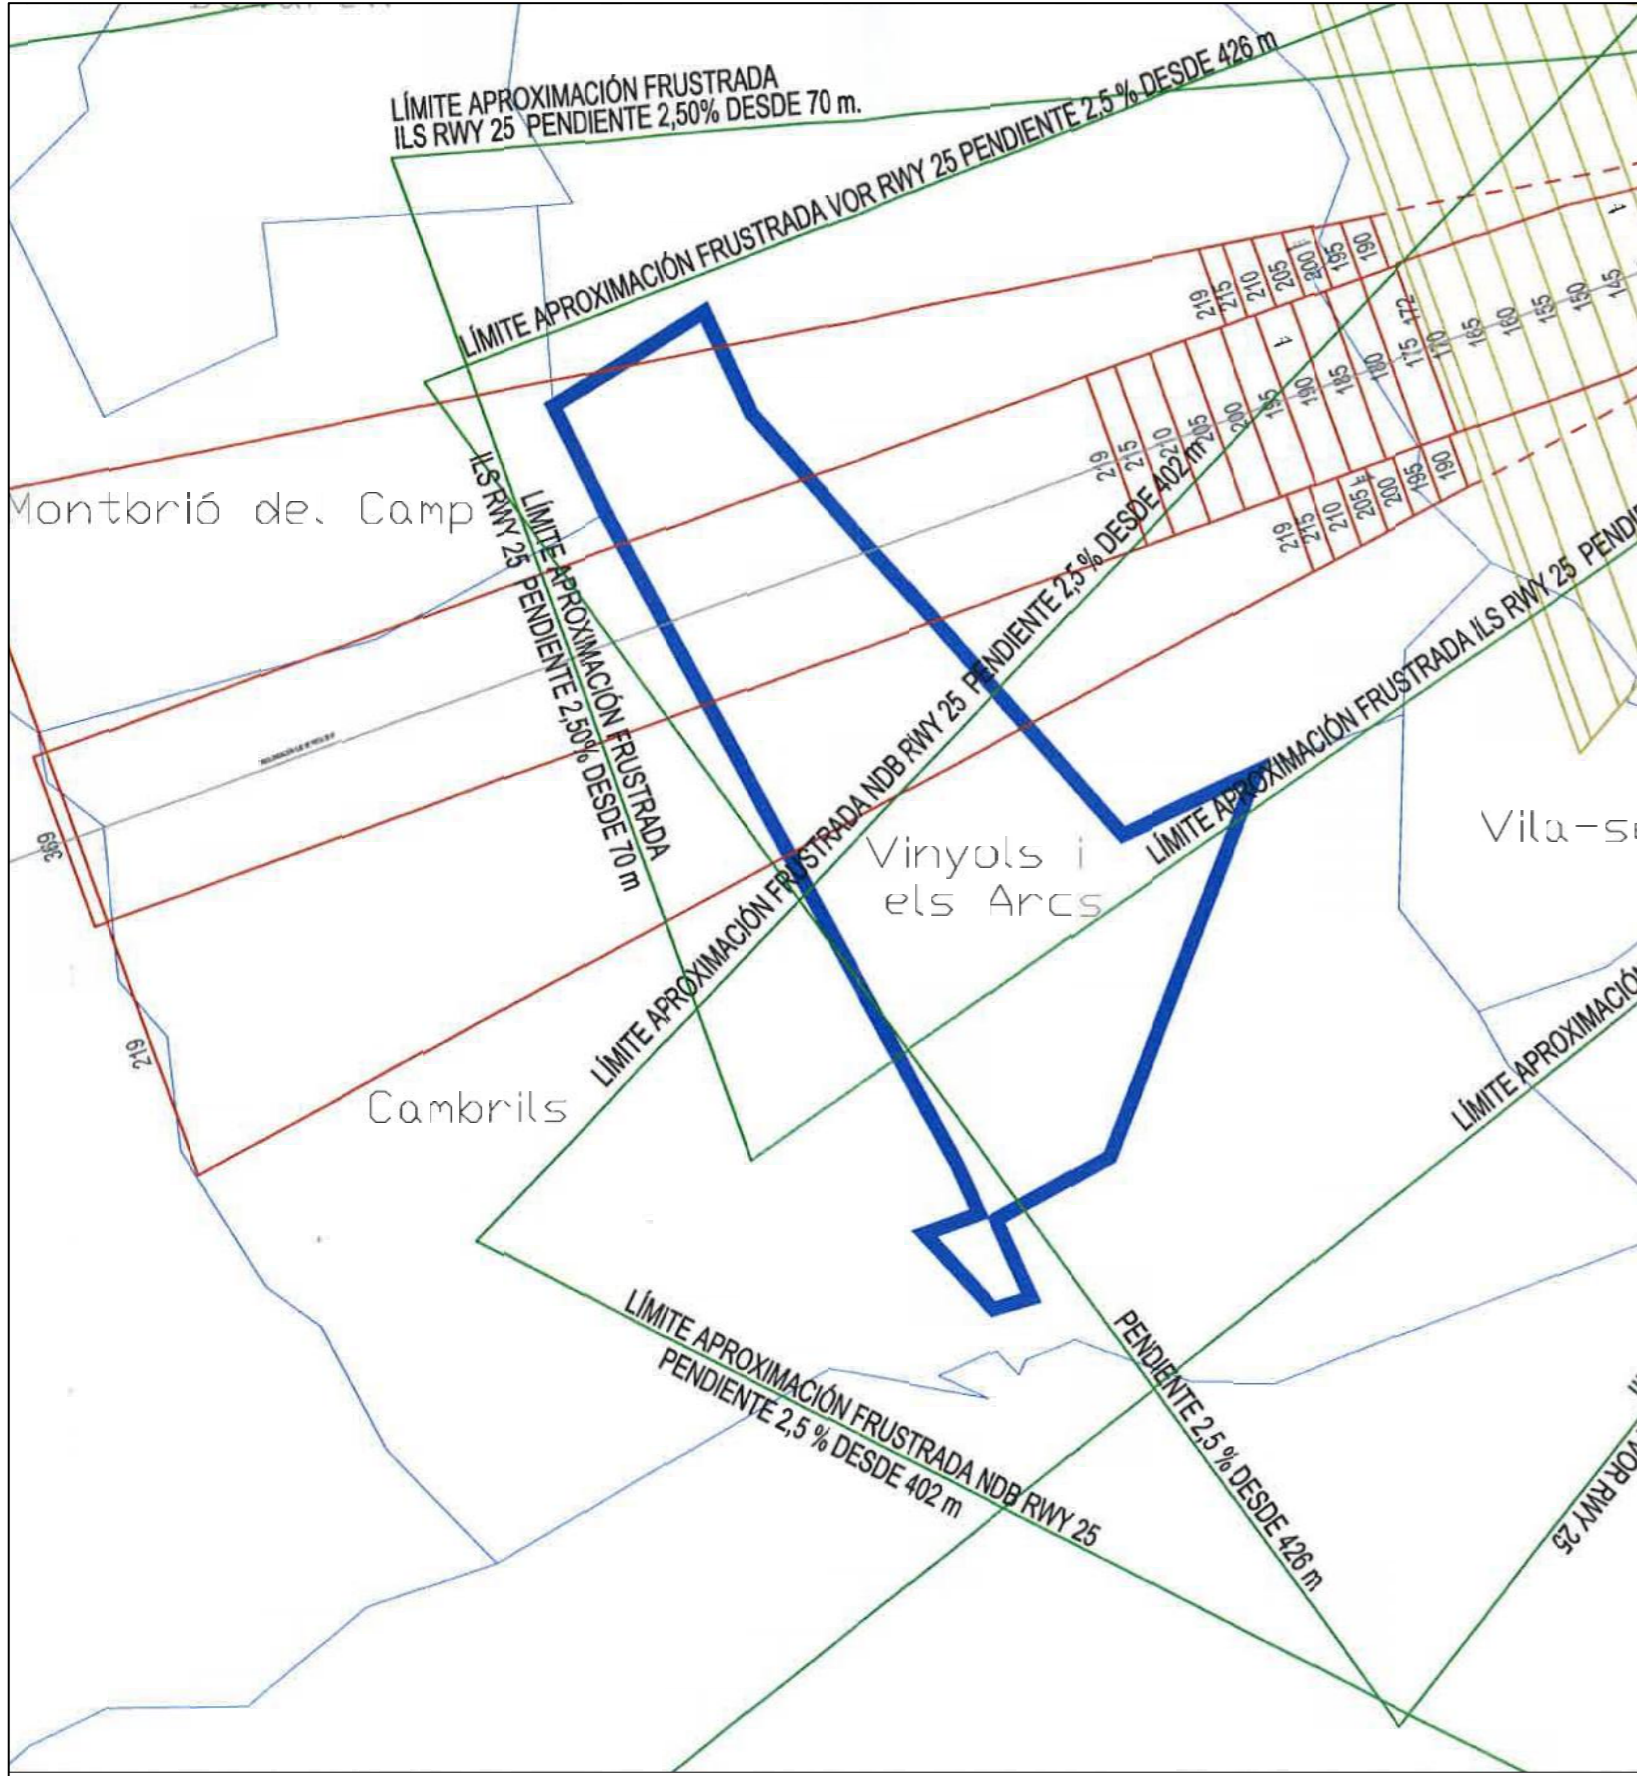 LÍMITE APROXIMACIÓN FRUSTRADA
ILS RWY 25 PENDIENTE 2,50% DESDE 70 m.
LÍMITE APROXIMACIÓN FRUSTRADA VOR RWY 25 PENDIENTE 2,5 % DESDE 426 m
219
215
210
205
200
195
190
219
215
210
205
200
195
190
185
180
175
172
170
165
160
155
150
145
219
215
210
205
200
195
190
Montbrió de. Camp
LÍMITE APROXIMACIÓN FRUSTRADA
ILS RWY 25 PENDIENTE 2,50% DESDE 70 m
LÍMITE APROXIMACIÓN FRUSTRADA NDB RWY 25 PENDIENTE 2,5 % DESDE 402 m
LÍMITE APROXIMACIÓN FRUSTRADA ILS RWY 25 PENDI
369
219
Vinyols i
els Arcs
Vila-se
Cambrils
LÍMITE APROXIMACIÓN
LÍMITE APROXIMACIÓN FRUSTRADA NDB RWY 25
PENDIENTE 2,5 % DESDE 402 m
PENDIENTE 2,5 % DESDE 426 m
VOR RWY 25